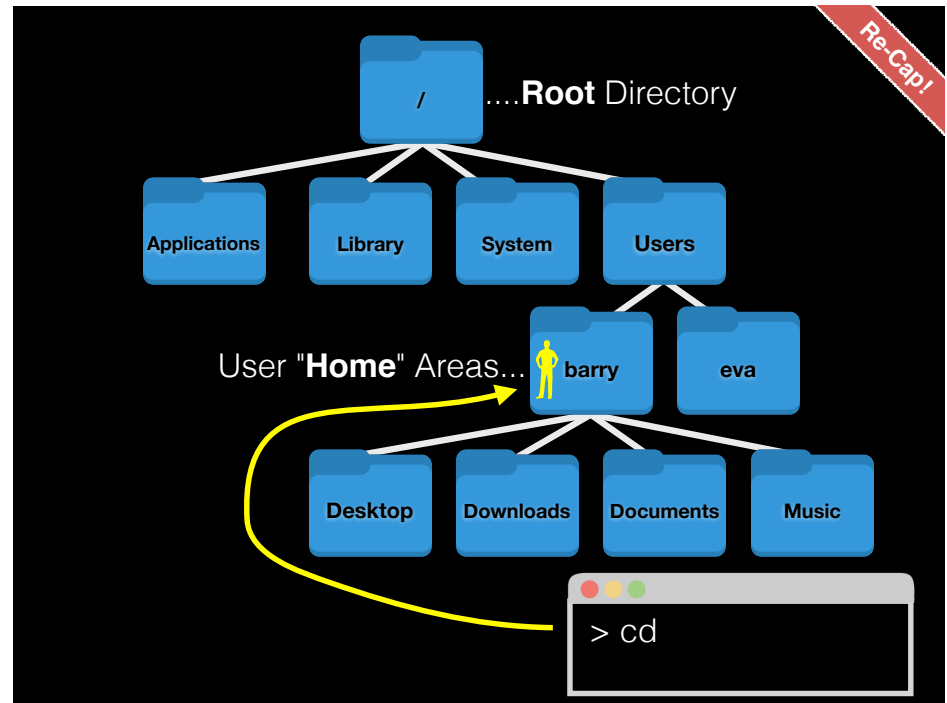 Re-Cap!
/
....Root Directory
Applications
Library
System
Users
User "Home" Areas...
barry
eva
Desktop
Downloads
Documents
Music
> cd